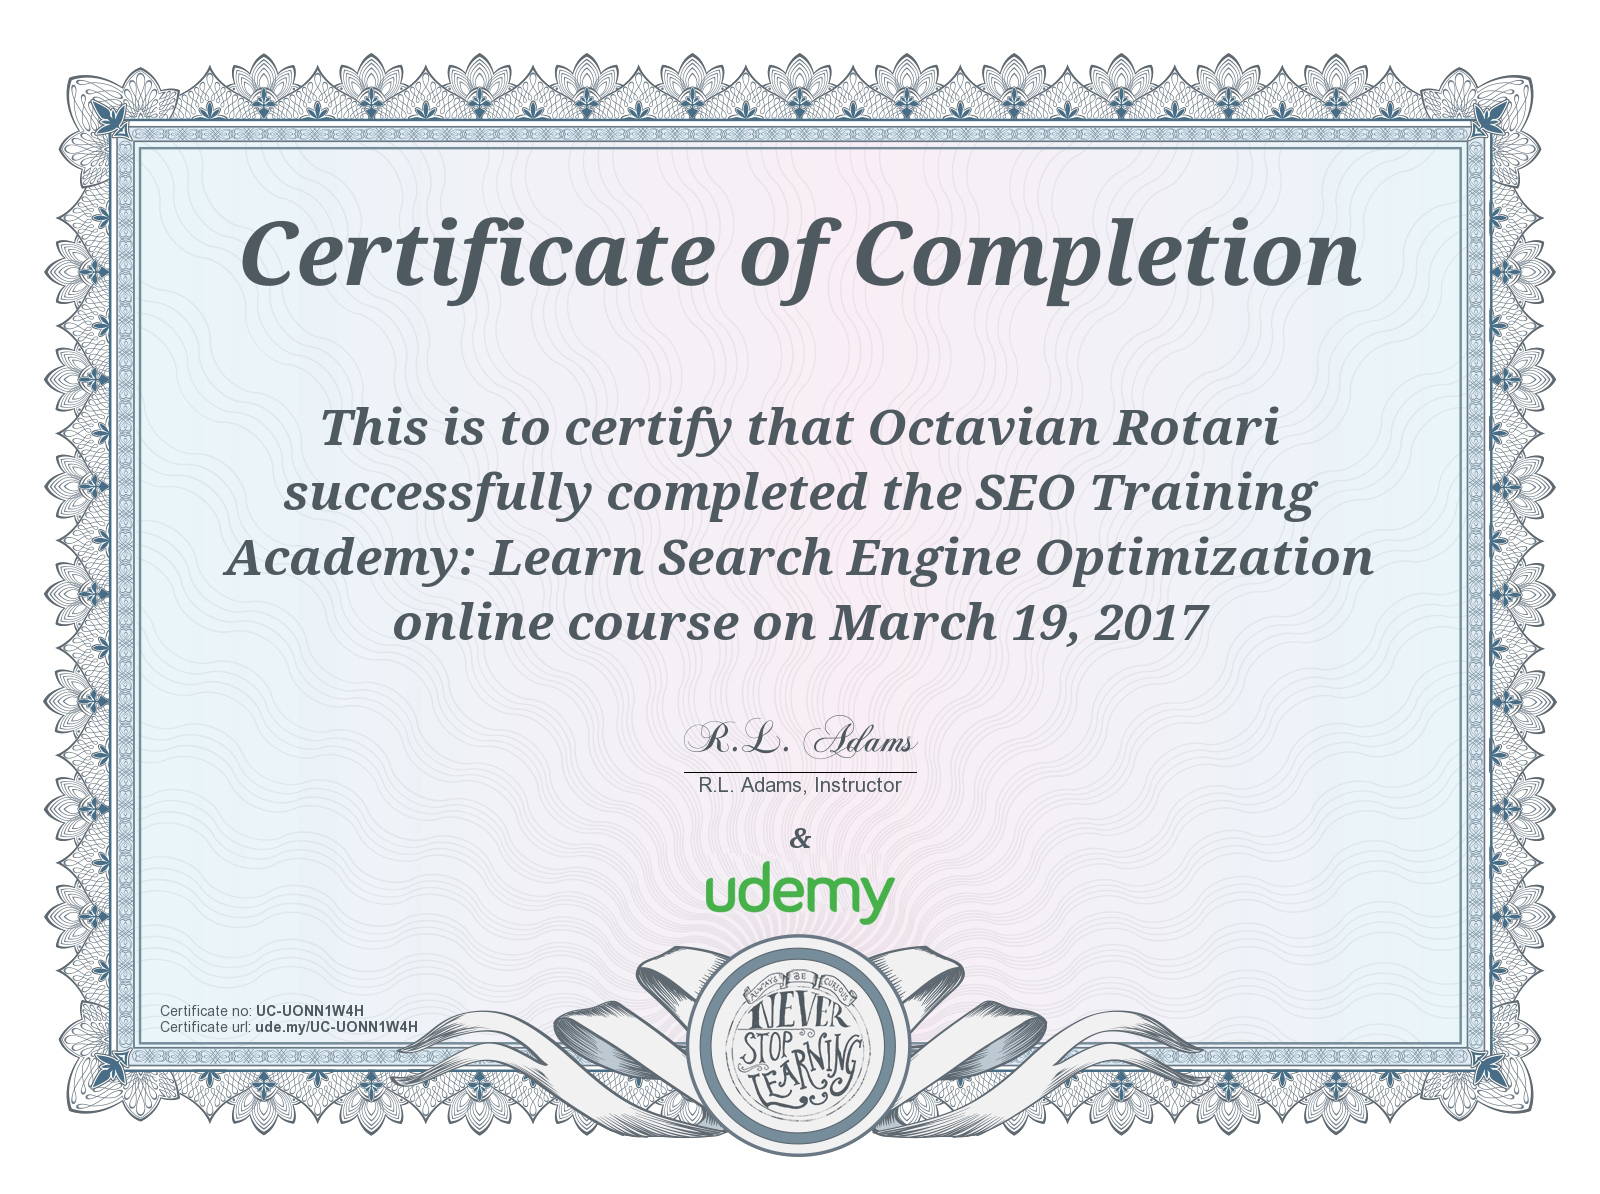 Certificate of Completion
This is to certify that Octavian Rotari
successfully completed the SEO Training
Academy: Learn Search Engine Optimization
online course on March 19, 2017
R.L. Adams
R.L. Adams, Instructor
&
udemy
Certificate no: UC-UONN1W4H
Certificate url: ude.my/UC-UONN1W4H
ALWAYS BE CURIOUS
NEVER
STOP
LEARNING